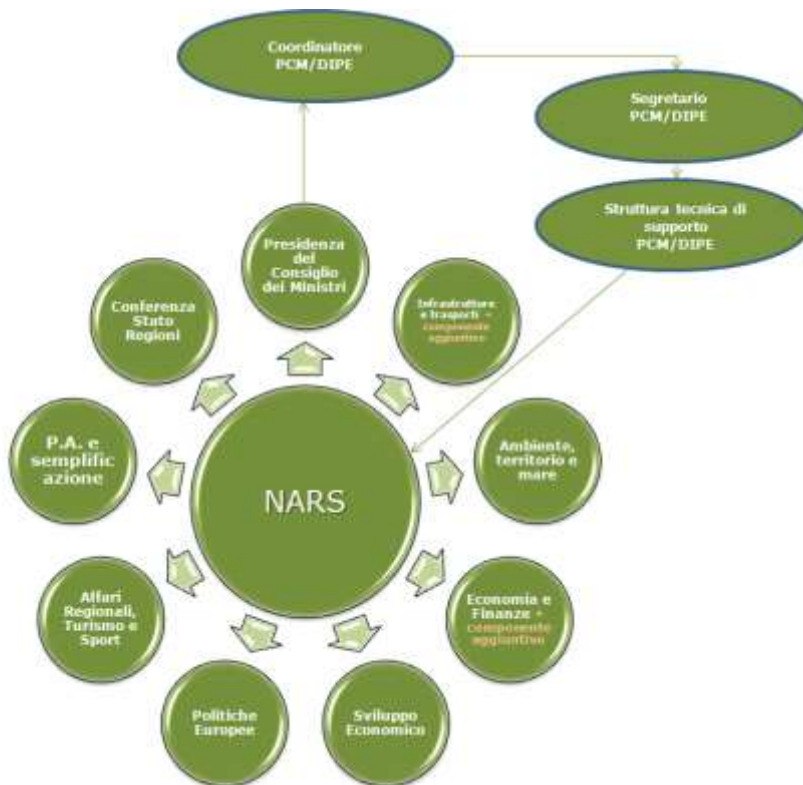 Coordinatore
PCM/DIPE
Segretario
PCM/DIPE
Struttura tecnica di
supporto
PCM/DIPE
Presidenza
del
Consiglio
dei Ministri
Infrastrutture
e trasporti -
componente
aggiuntivo
Conferenza
Stato
Regioni
P.A. e
semplific
azione
Ambiente,
territorio e
mare
NARS
Affari
Regionali,
Turismo e
Sport
Economia e
Finanze -
componente
aggiuntivo
Politiche
Europee
Sviluppo
Economico